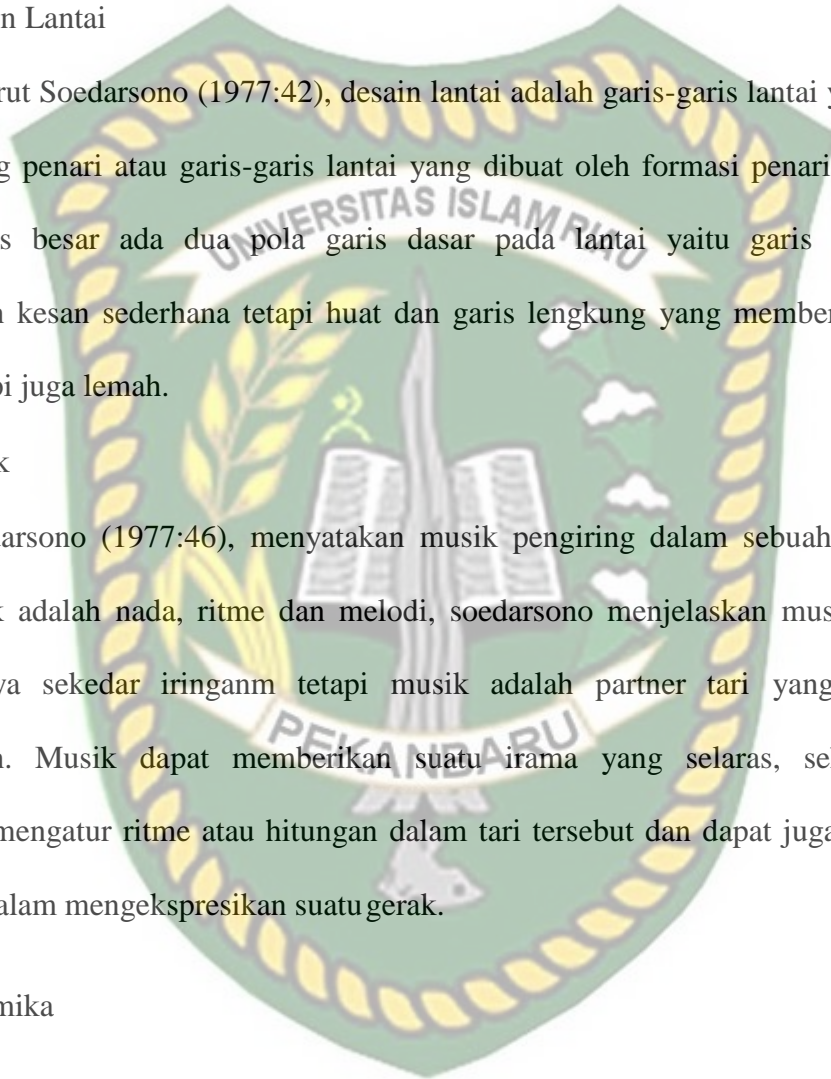 n Lantai
rut Soedarsono (1977:42), desain lantai adalah garis-garis lantai y
g penari atau garis-garis lantai yang dibuat oleh formasi penari
UNIVERSITAS ISLAM RIAU
s besar ada dua pola garis dasar pada lantai yaitu garis
n kesan sederhana tetapi huat dan garis lengkung yang member
pi juga lemah.
k
darsono (1977:46), menyatakan musik pengiring dalam sebuah
k adalah nada, ritme dan melodi, soedarsono menjelaskan mus
ya sekedar iringanm tetapi musik adalah partner tari yang
PEKANBARU
n. Musik dapat memberikan suatu irama yang selaras, se
mengatur ritme atau hitungan dalam tari tersebut dan dapat juga
alam mengekspresikan suatu gerak.
mika